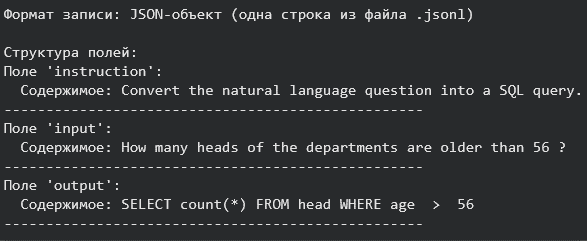 Формат записи: JSON-объект (одна строка из файла .jsonl)
Структура полей:
Поле 'instruction':
Содержимое: Convert the natural language question into a SQL query.
--------------------------------------------------
Поле 'input':
Содержимое: How many heads of the departments are older than 56 ?
--------------------------------------------------
Поле 'output':
Содержимое: SELECT count(*) FROM head WHERE age  >  56
--------------------------------------------------